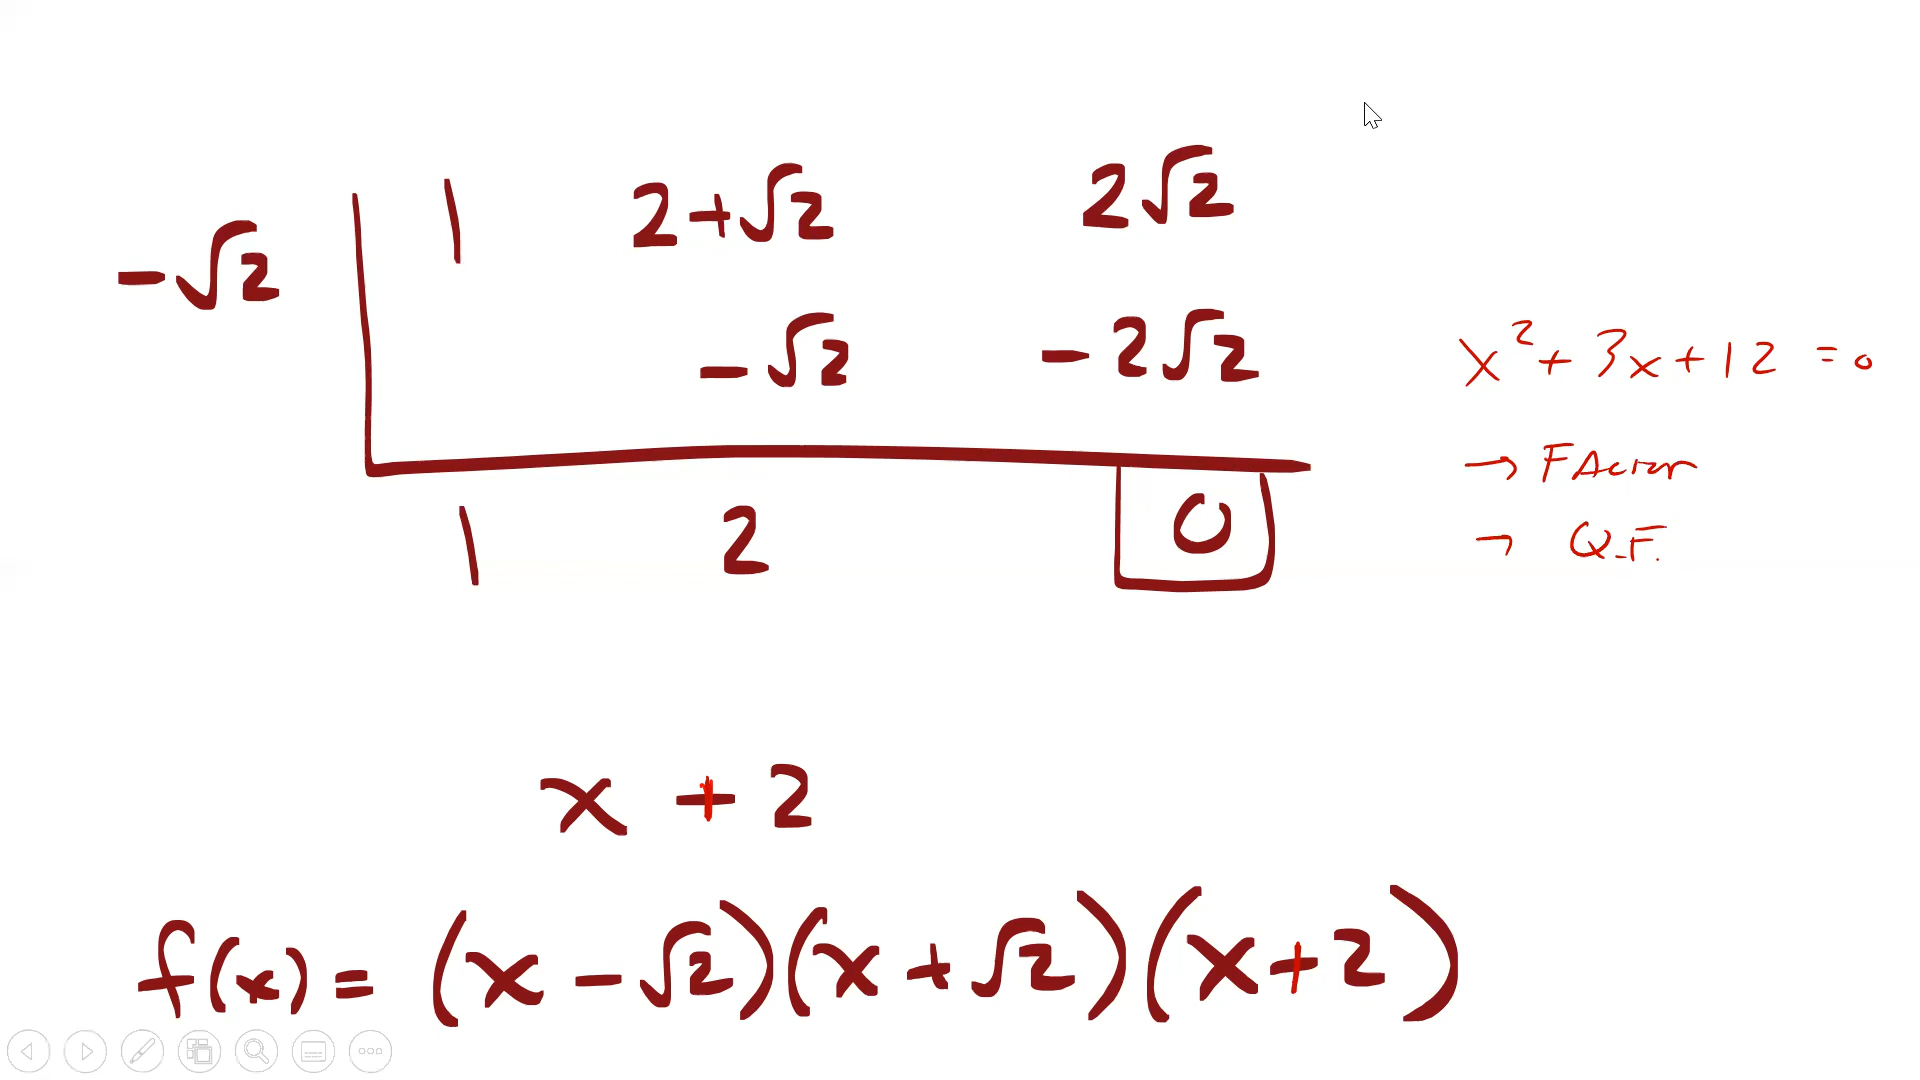 -√2 | 1 2+√2 2√2
-√2 -2√2
1 2 0
x² + 3x + 12 = 0
→ FActor
→ Q.F.
x + 2
f(x) = (x - √2)(x + √2)(x + 2)